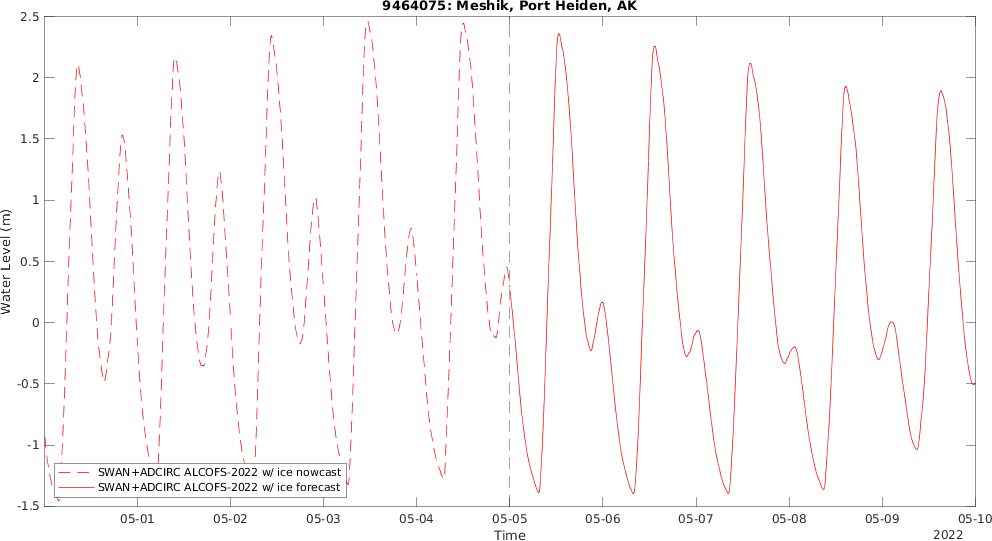 9464075: Meshik, Port Heiden, AK
Water Level (m)
2.5
2
1.5
1
0.5
0
-0.5
-1
-1.5
SWAN+ADCIRC ALCOFS-2022 w/ ice nowcast
SWAN+ADCIRC ALCOFS-2022 w/ ice forecast
05-01 05-02 05-03 05-04 05-05 05-06 05-07 05-08 05-09 05-10
Time
2022